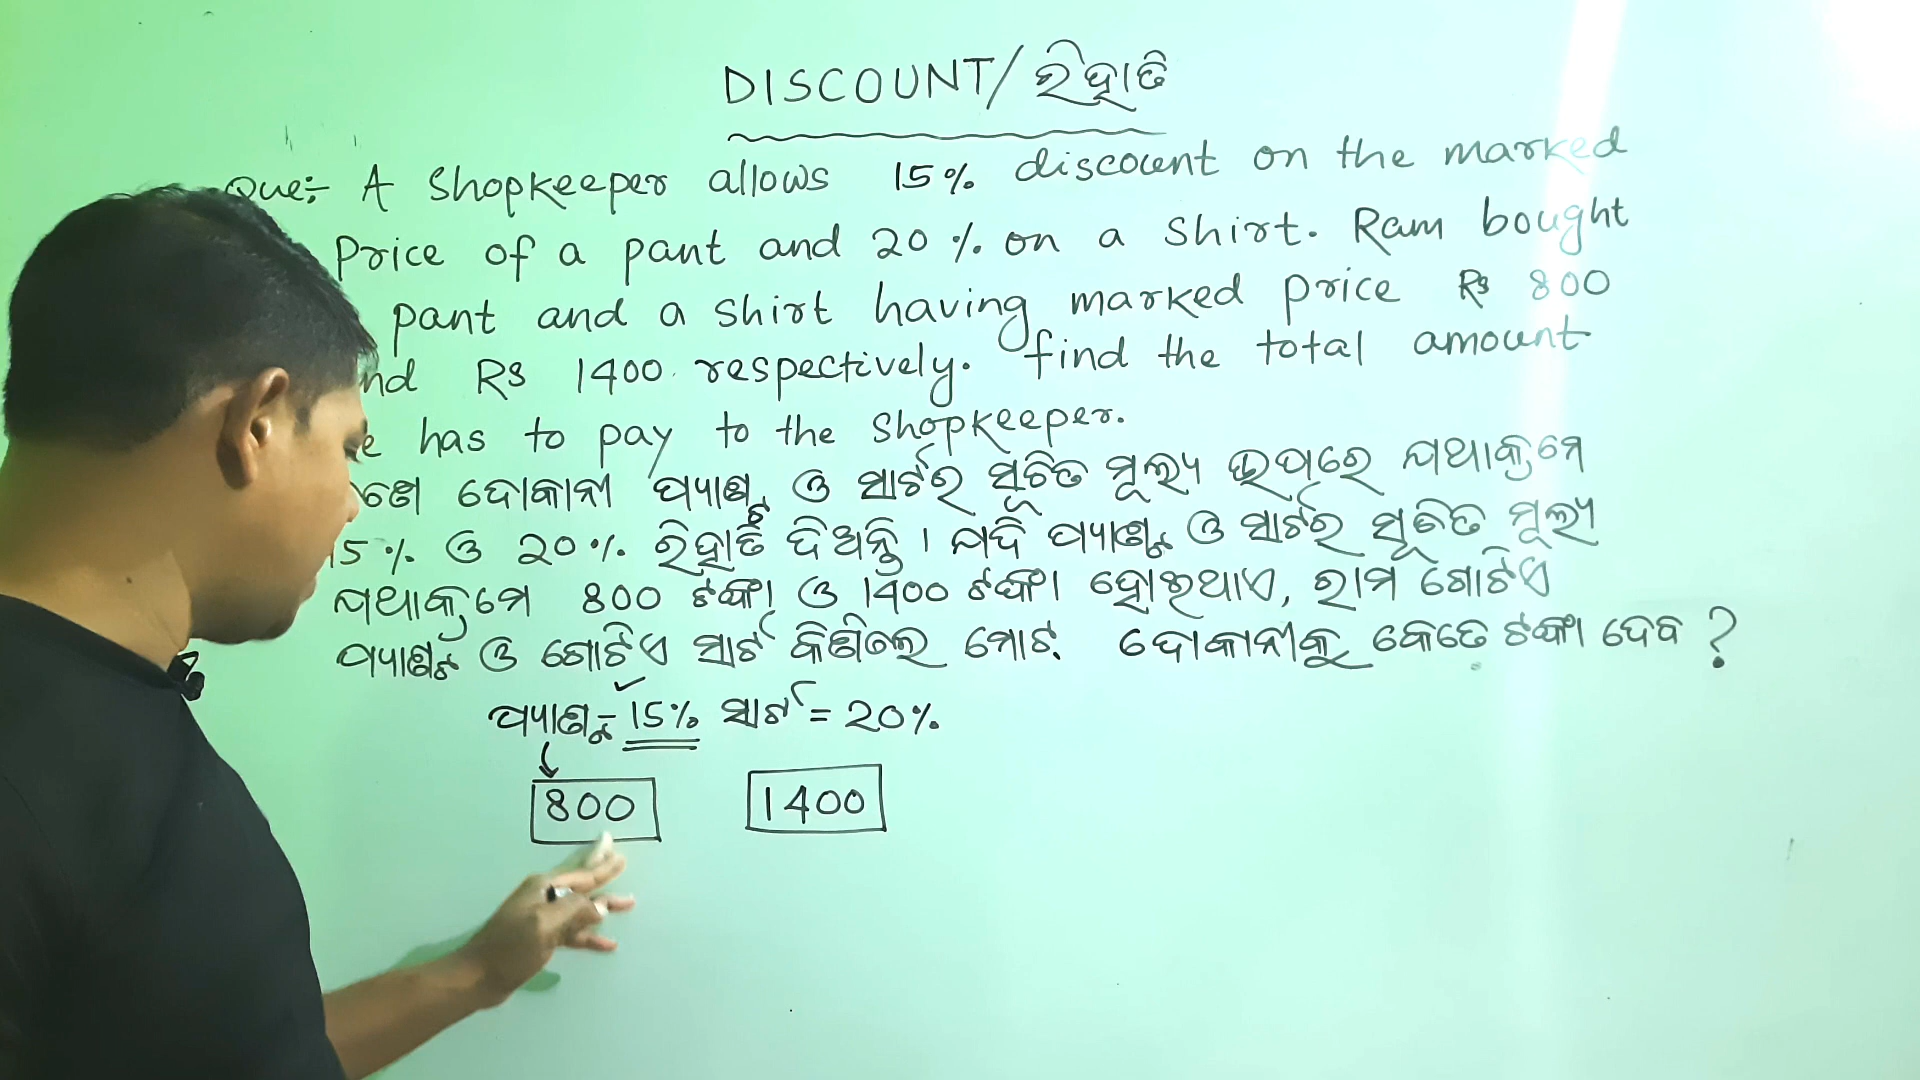 DISCOUNT/ ରିହାତି
Que:- A Shopkeeper allows 15% discount on the marked
Price of a pant and 20% on a shirt. Ram bought
pant and a shirt having marked price Rs 800
nd Rs 1400 respectively. find the total amount
e has to pay to the shopkeeper.
ଣେ ଦୋକାନୀ ପ୍ୟାଣ୍ଟ ଓ ସାର୍ଟର ସୂଚିତ ମୂଲ୍ୟ ଉପରେ ଯଥାକ୍ରମେ
15% ଓ 20% ରିହାତି ଦିଅନ୍ତି । ଯଦି ପ୍ୟାଣ୍ଟ ଓ ସାର୍ଟର ସୂଚିତ ମୂଲ୍ୟ
ଯଥାକ୍ରମେ 800 ଟଙ୍କା ଓ 1400 ଟଙ୍କା ହୋଇଥାଏ, ରାମ ଗୋଟିଏ
ପ୍ୟାଣ୍ଟ ଓ ଗୋଟିଏ ସାର୍ଟ କିଣିଲେ ମୋଟ. ଦୋକାନୀକୁ କେତେ ଟଙ୍କା ଦେବ ?
ପ୍ୟାଣ୍ଟ = 15% ସାର୍ଟ = 20%
800 1400